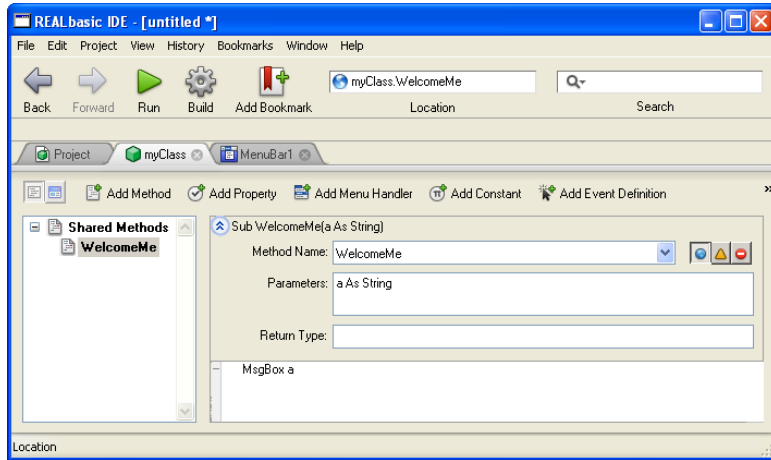 REALbasic IDE - [untitled *]
File Edit Project View History Bookmarks Window Help
myClass.WelcomeMe
Back Forward Run Build Add Bookmark Location Search
Project myClass MenuBar1
Add Method Add Property Add Menu Handler Add Constant Add Event Definition »
Shared Methods
WelcomeMe
Sub WelcomeMe(a As String)
Method Name: WelcomeMe
Parameters: a As String
Return Type:
MsgBox a
Location